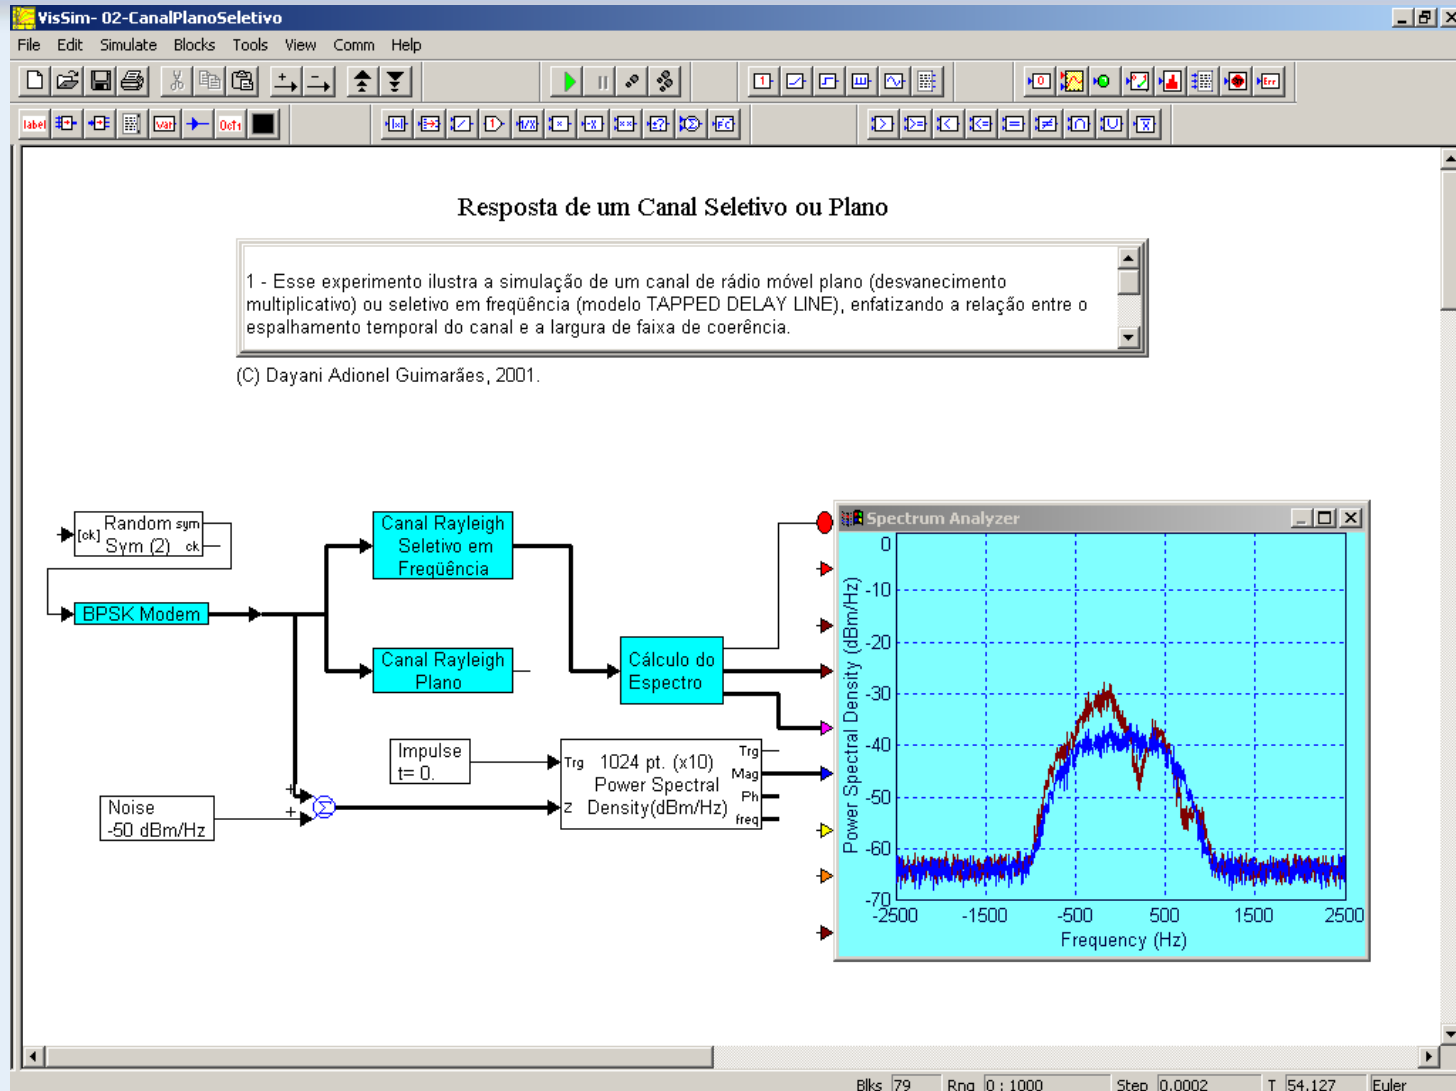 VisSim- 02-CanalPlanoSeletivo
File Edit Simulate Blocks Tools View Comm Help
Resposta de um Canal Seletivo ou Plano
1 - Esse experimento ilustra a simulação de um canal de rádio móvel plano (desvanecimento
multiplicativo) ou seletivo em freqüência (modelo TAPPED DELAY LINE), enfatizando a relação entre o
espalhamento temporal do canal e a largura de faixa de coerência.
(C) Dayani Adionel Guimarães, 2001.
[ck] Random sym
Sym (2) ck
BPSK Modem
Canal Rayleigh
Seletivo em
Freqüência
Canal Rayleigh
Plano
Cálculo do
Espectro
Impulse
t= 0.
Noise
-50 dBm/Hz
+
+
Σ
Trg 1024 pt. (x10) Trg
Power Spectral Mag
Z Density(dBm/Hz) Ph
freq
Spectrum Analyzer
Power Spectral Density (dBm/Hz)
0
-10
-20
-30
-40
-50
-60
-70
-2500 -1500 -500 500 1500 2500
Frequency (Hz)
Blks 79 Rng 0 : 1000 Step 0.0002 T 54.127 Euler